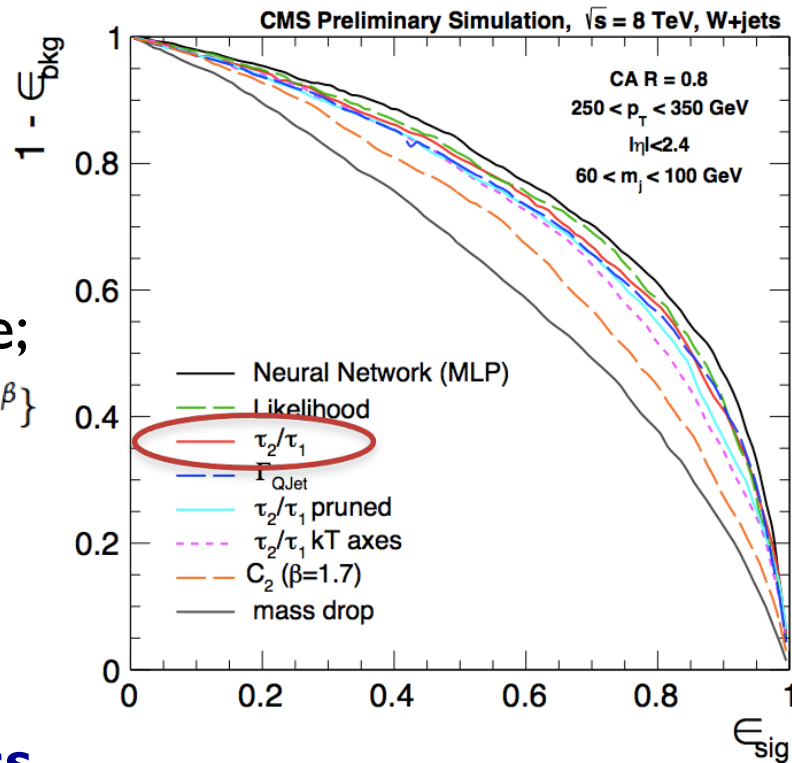 CMS Preliminary Simulation, √s = 8 TeV, W+jets
1 - ϵbkg
1
0.8
0.6
0.4
0.2
0
CA R = 0.8
250 < pT < 350 GeV
|η|<2.4
60 < mj < 100 GeV
e;
β}
Neural Network (MLP)
Likelihood
τ2/τ1
ΓQJet
τ2/τ1 pruned
τ2/τ1 kT axes
C2 (β=1.7)
mass drop
0 0.2 0.4 0.6 0.8 1
ϵsig